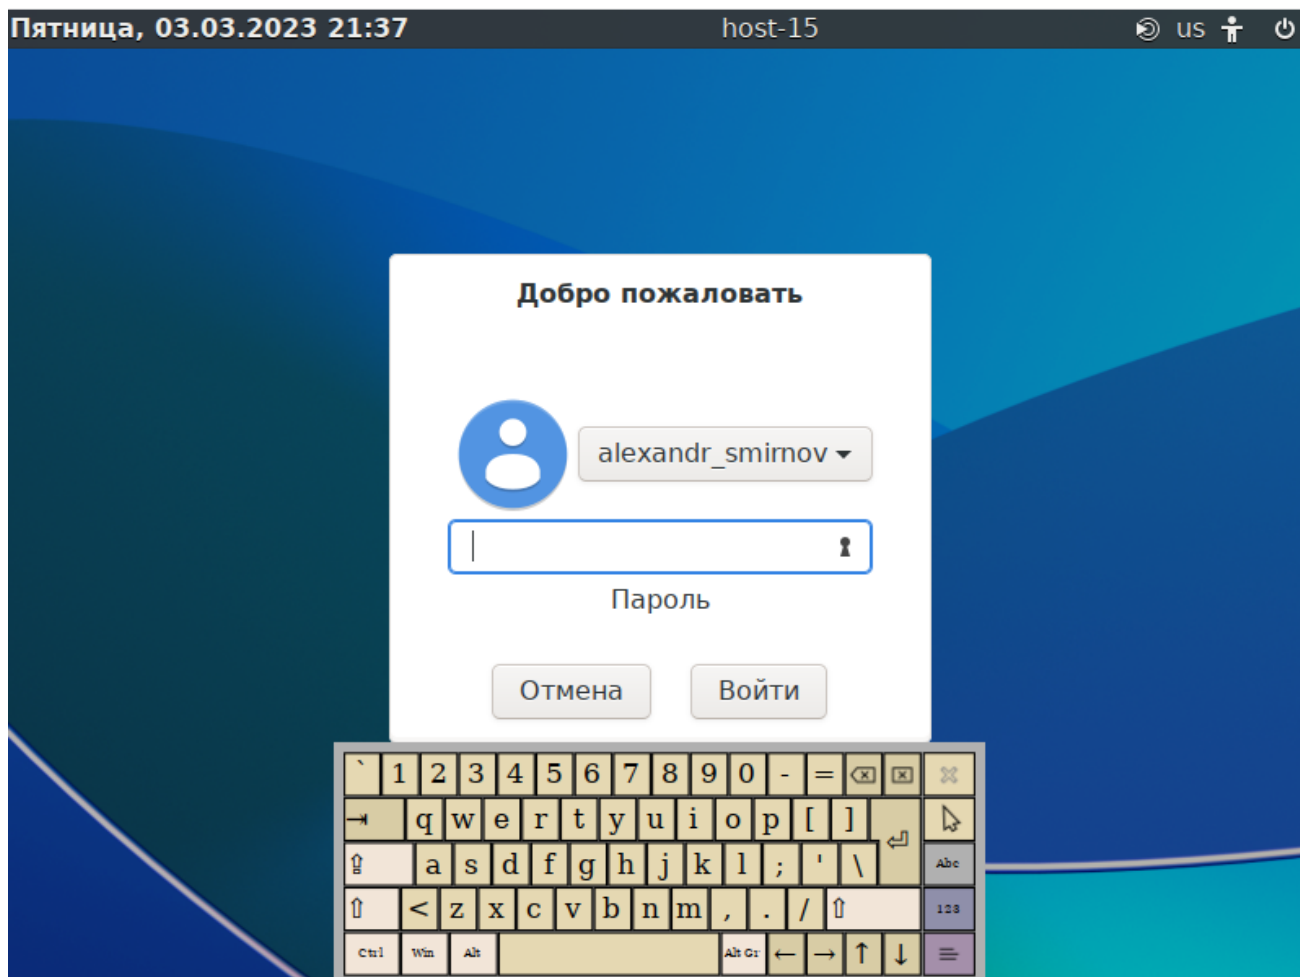 Пятница, 03.03.2023 21:37 host-15 us
Добро пожаловать
alexandr_smirnov
Пароль
Отмена Войти
` 1 2 3 4 5 6 7 8 9 0 - =
q w e r t y u i o p [ ]
a s d f g h j k l ; ' \ Abc
< z x c v b n m , . / 123
Ctrl Win Alt Alt Gr